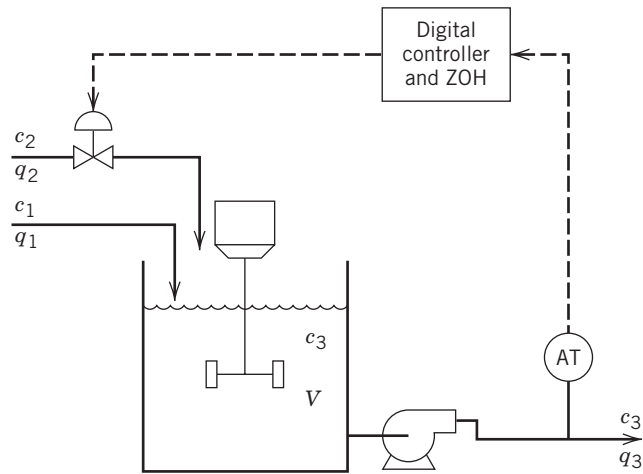 Digital
controller
and ZOH
c2
q2
c1
q1
c3
V
AT
c3
q3